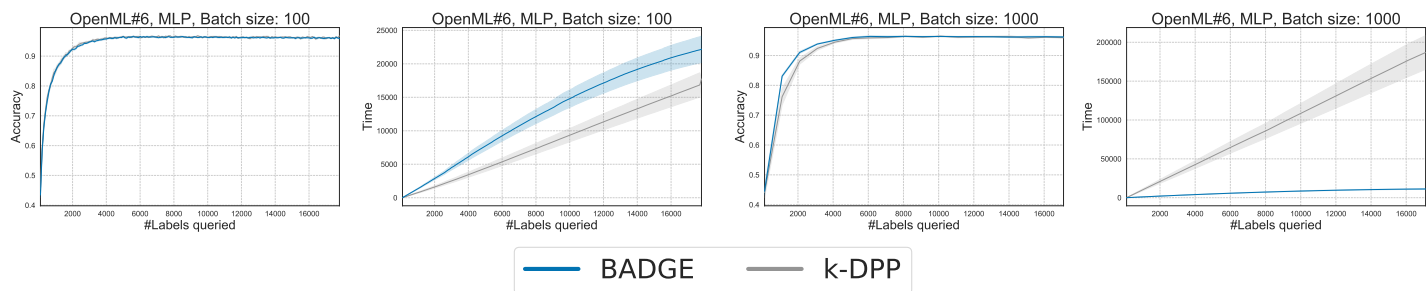 OpenML#6, MLP, Batch size: 100
0.9
0.8
0.7
0.6
0.5
0.4
Accuracy
2000 4000 6000 8000 10000 12000 14000 16000
#Labels queried
OpenML#6, MLP, Batch size: 100
25000
20000
15000
10000
5000
0
Time
2000 4000 6000 8000 10000 12000 14000 16000
#Labels queried
OpenML#6, MLP, Batch size: 1000
0.9
0.8
0.7
0.6
0.5
0.4
Accuracy
2000 4000 6000 8000 10000 12000 14000 16000
#Labels queried
OpenML#6, MLP, Batch size: 1000
200000
150000
100000
50000
0
Time
2000 4000 6000 8000 10000 12000 14000 16000
#Labels queried
BADGE k-DPP